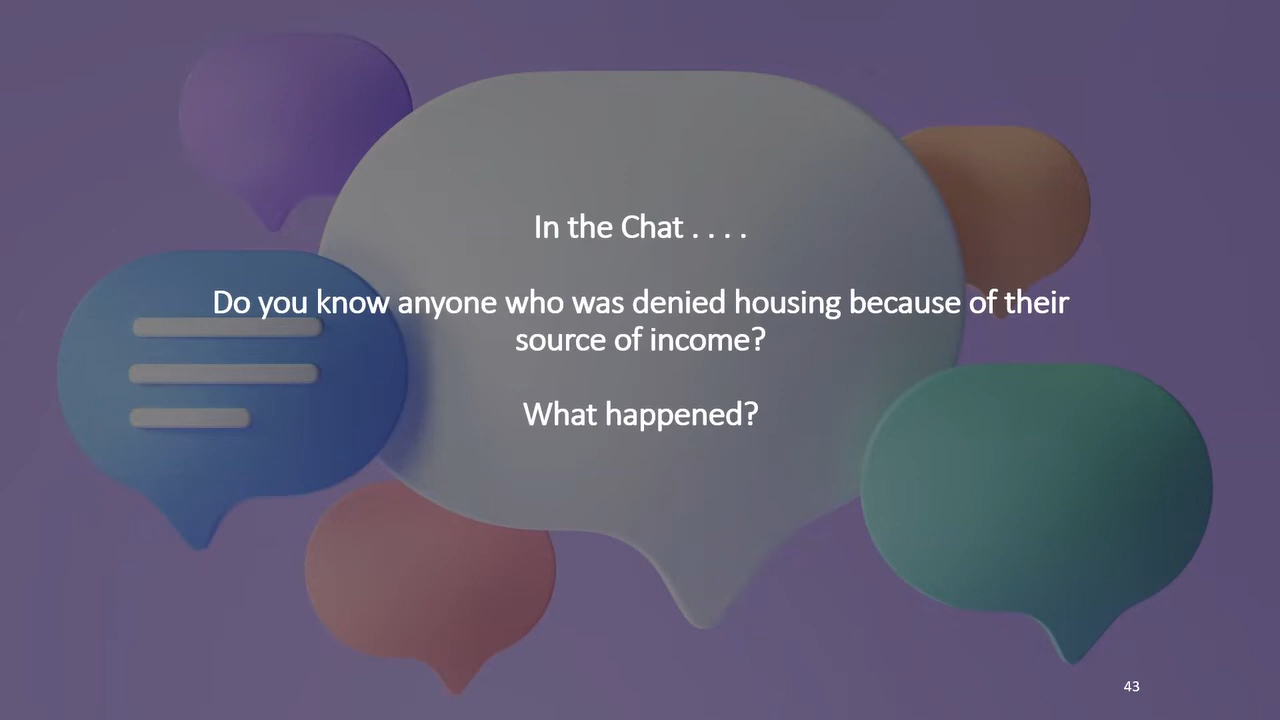 In the Chat . . . .
Do you know anyone who was denied housing because of their
source of income?
What happened?
43